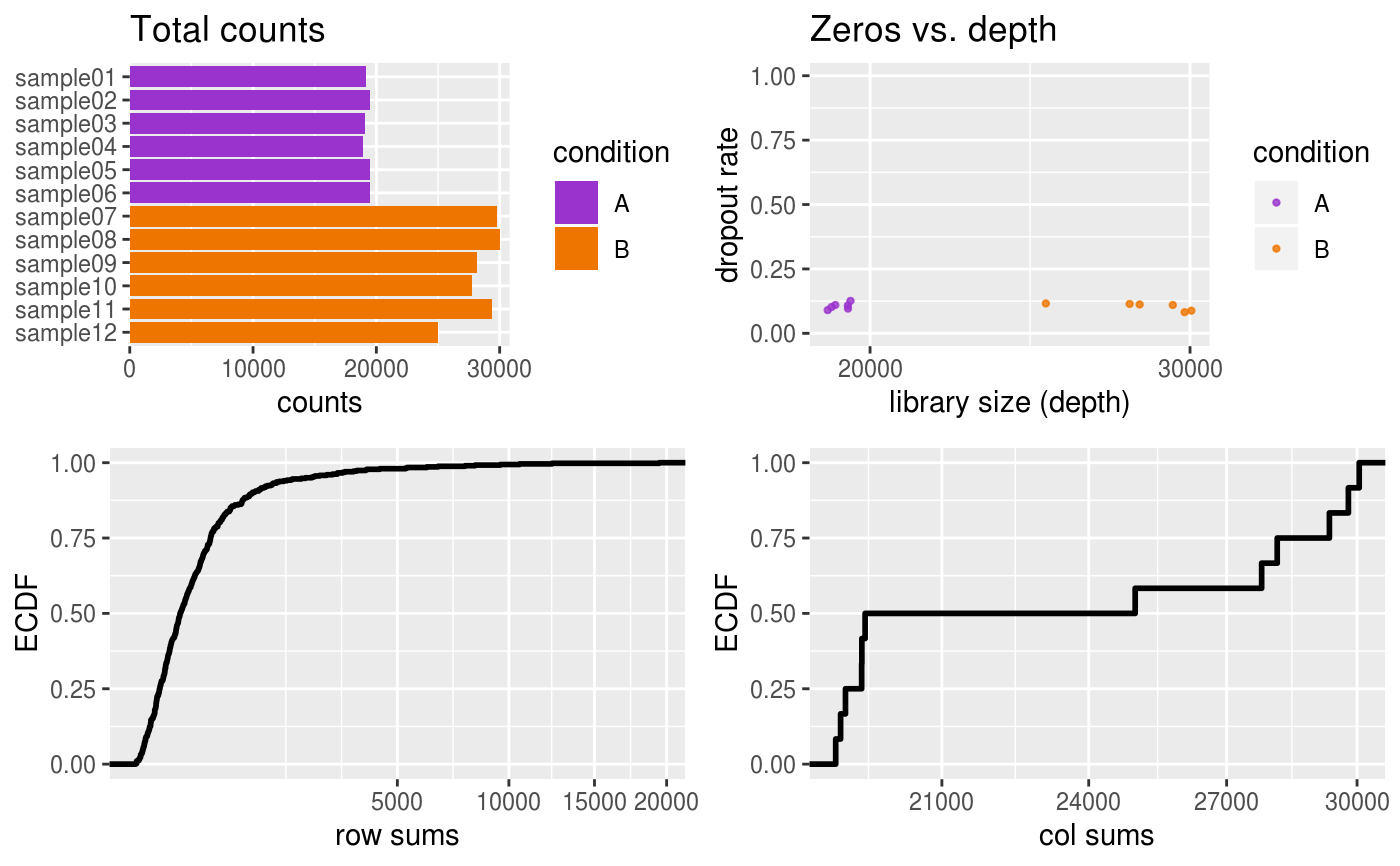 Total counts
sample01
sample02
sample03
sample04
sample05
sample06
sample07
sample08
sample09
sample10
sample11
sample12
0 10000 20000 30000
counts
condition
A
B
Zeros vs. depth
dropout rate
1.00
0.75
0.50
0.25
0.00
20000 30000
library size (depth)
condition
A
B
ECDF
1.00
0.75
0.50
0.25
0.00
5000 10000 15000 20000
row sums
ECDF
1.00
0.75
0.50
0.25
0.00
21000 24000 27000 30000
col sums